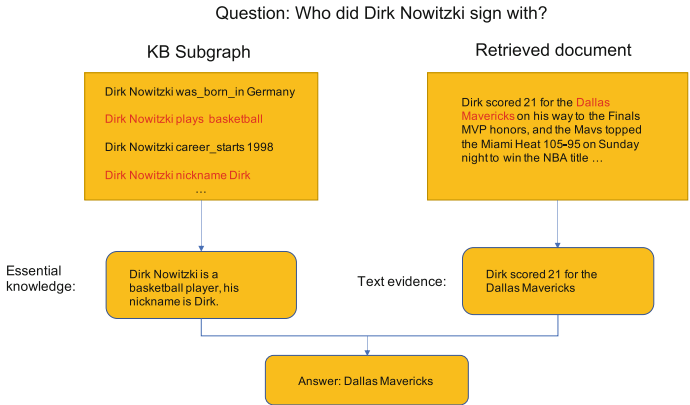 Question: Who did Dirk Nowitzki sign with?
KB Subgraph
Dirk Nowitzki was_born_in Germany
Dirk Nowitzki plays basketball
Dirk Nowitzki career_starts 1998
Dirk Nowitzki nickname Dirk
...
Retrieved document
Dirk scored 21 for the Dallas
Mavericks on his way to the Finals
MVP honors, and the Mavs topped
the Miami Heat 105-95 on Sunday
night to win the NBA title ...
Essential
knowledge:
Dirk Nowitzki is a
basketball player, his
nickname is Dirk.
Text evidence:
Dirk scored 21 for the
Dallas Mavericks
Answer: Dallas Mavericks